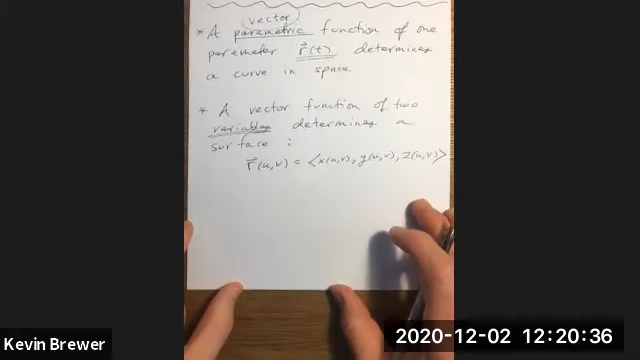 (vector)
* A parametric function of one
parameter r⃗(t) determines
a curve in space
* A vector function of two
variables determines a
surface :
r⃗(u,v) = ⟨x(u,v), y(u,v), z(u,v)⟩
Kevin Brewer
2020-12-02 12:20:36